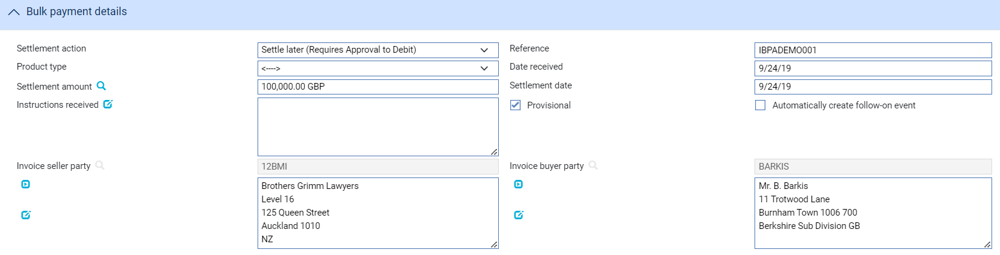 Bulk payment details
Settlement action
Settle later (Requires Approval to Debit)
Reference
IBPADEMO001
Product type
<---->
Date received
9/24/19
Settlement amount
100,000.00 GBP
Settlement date
9/24/19
Instructions received
Provisional
Automatically create follow-on event
Invoice seller party
12BMI
Invoice buyer party
BARKIS
Brothers Grimm Lawyers
Level 16
125 Queen Street
Auckland 1010
NZ
Mr. B. Barkis
11 Trotwood Lane
Burnham Town 1006 700
Berkshire Sub Division GB